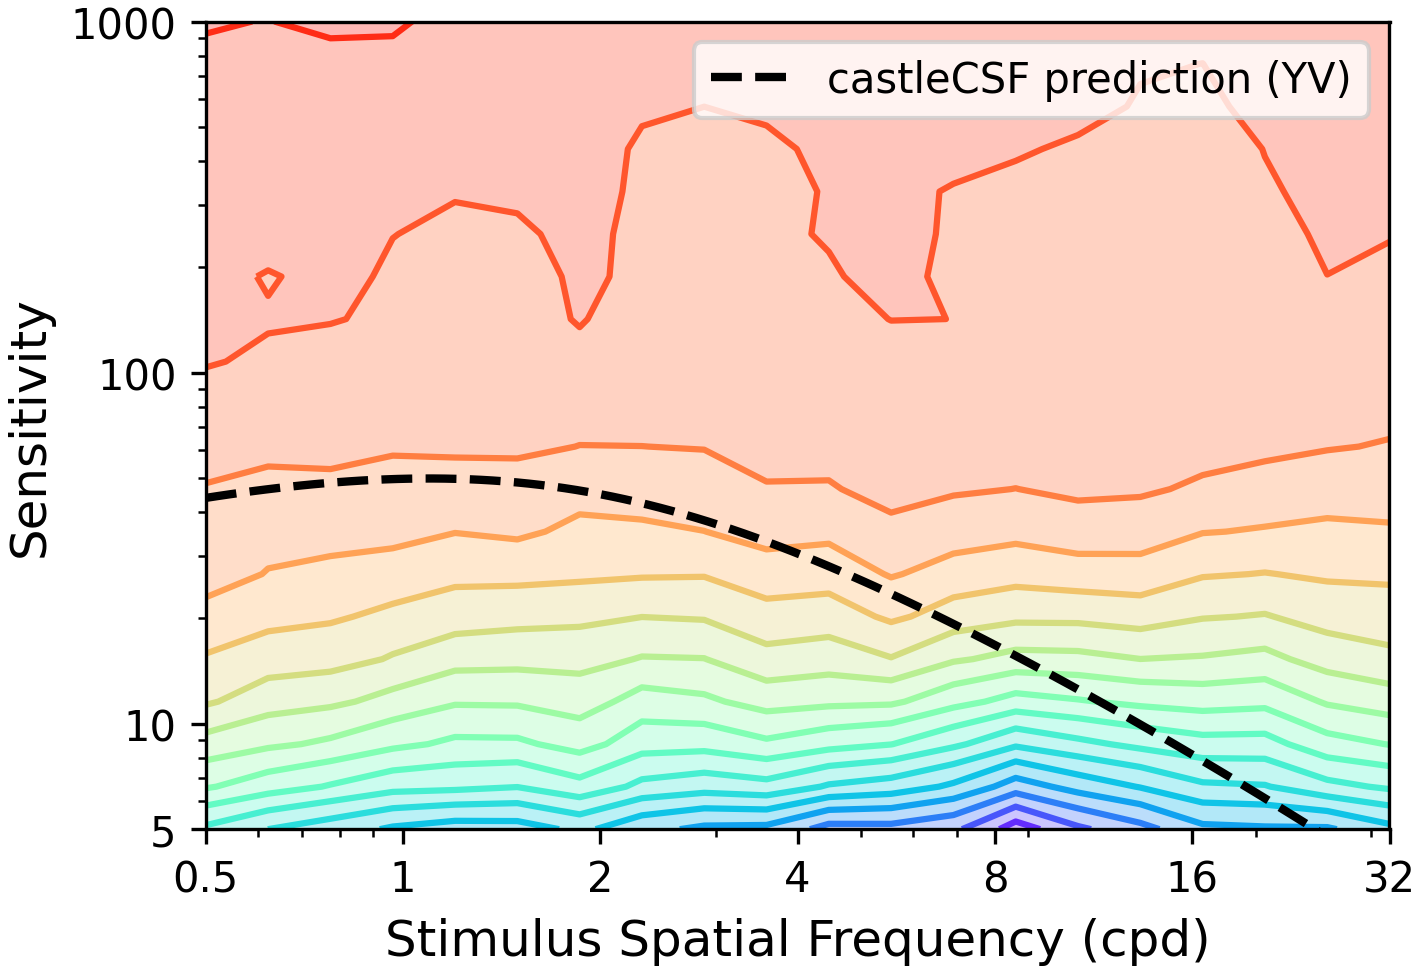 1000
castleCSF prediction (YV)
100
10
5
Sensitivity
0.5 1 2 4 8 16 32
Stimulus Spatial Frequency (cpd)